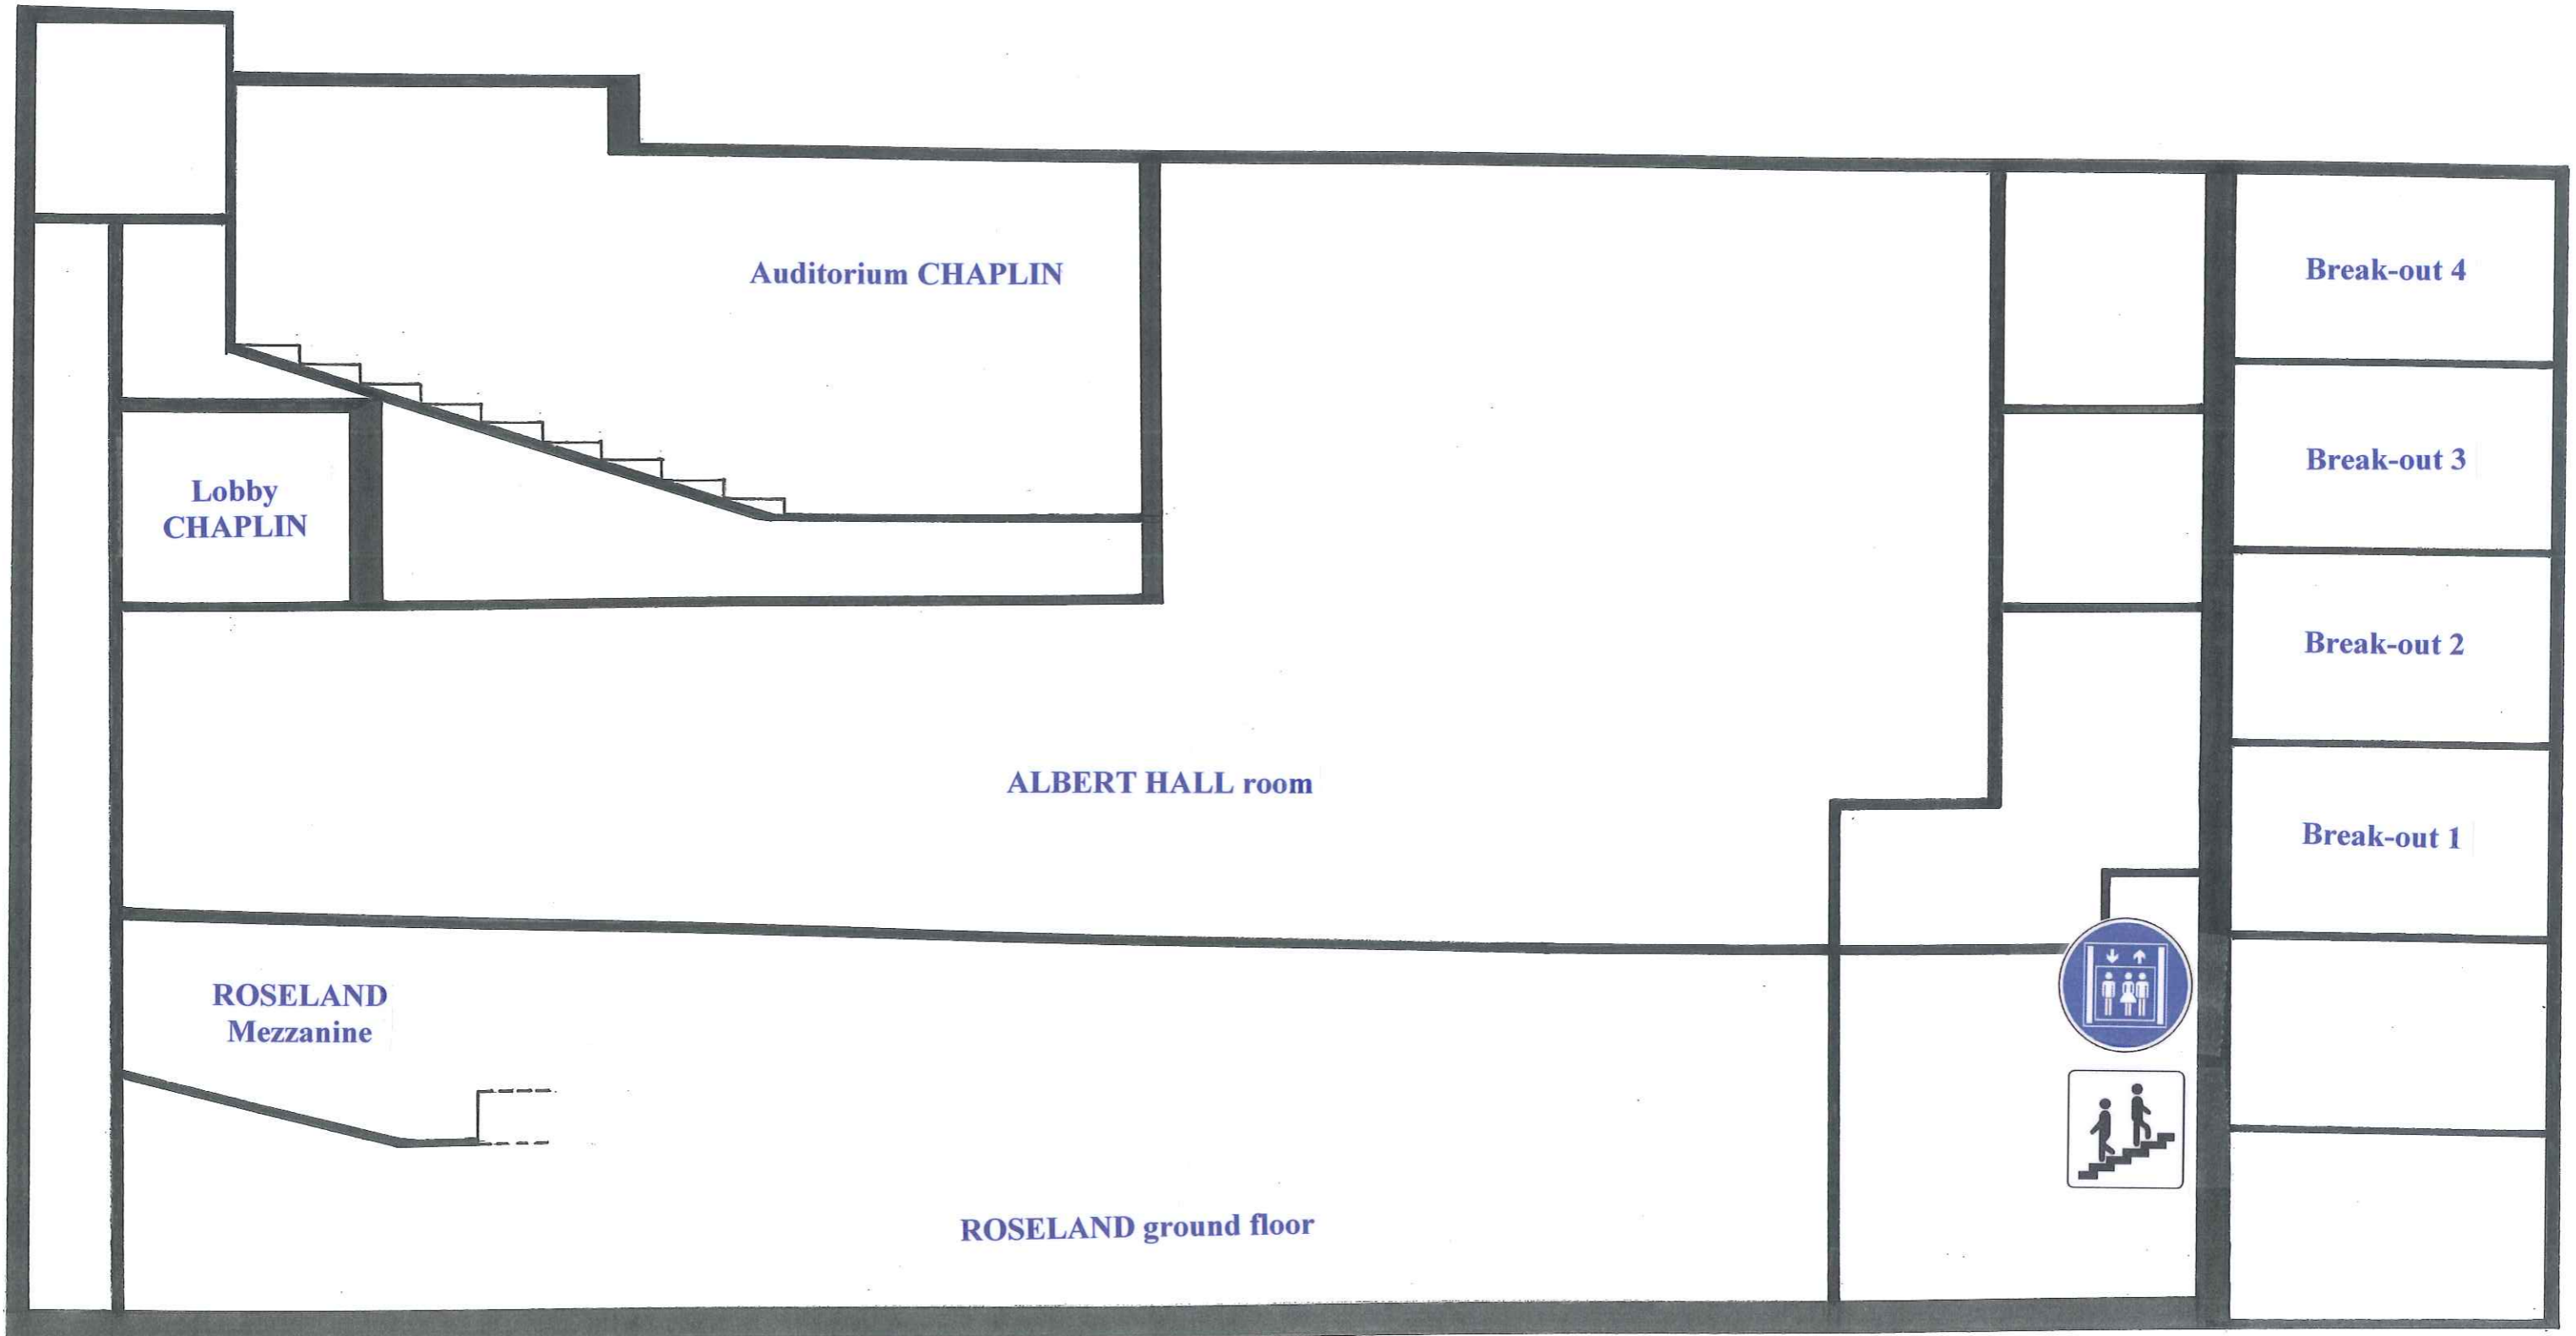 Auditorium CHAPLIN
Break-out 4
Break-out 3
Lobby
CHAPLIN
Break-out 2
ALBERT HALL room
Break-out 1
ROSELAND
Mezzanine
ROSELAND ground floor